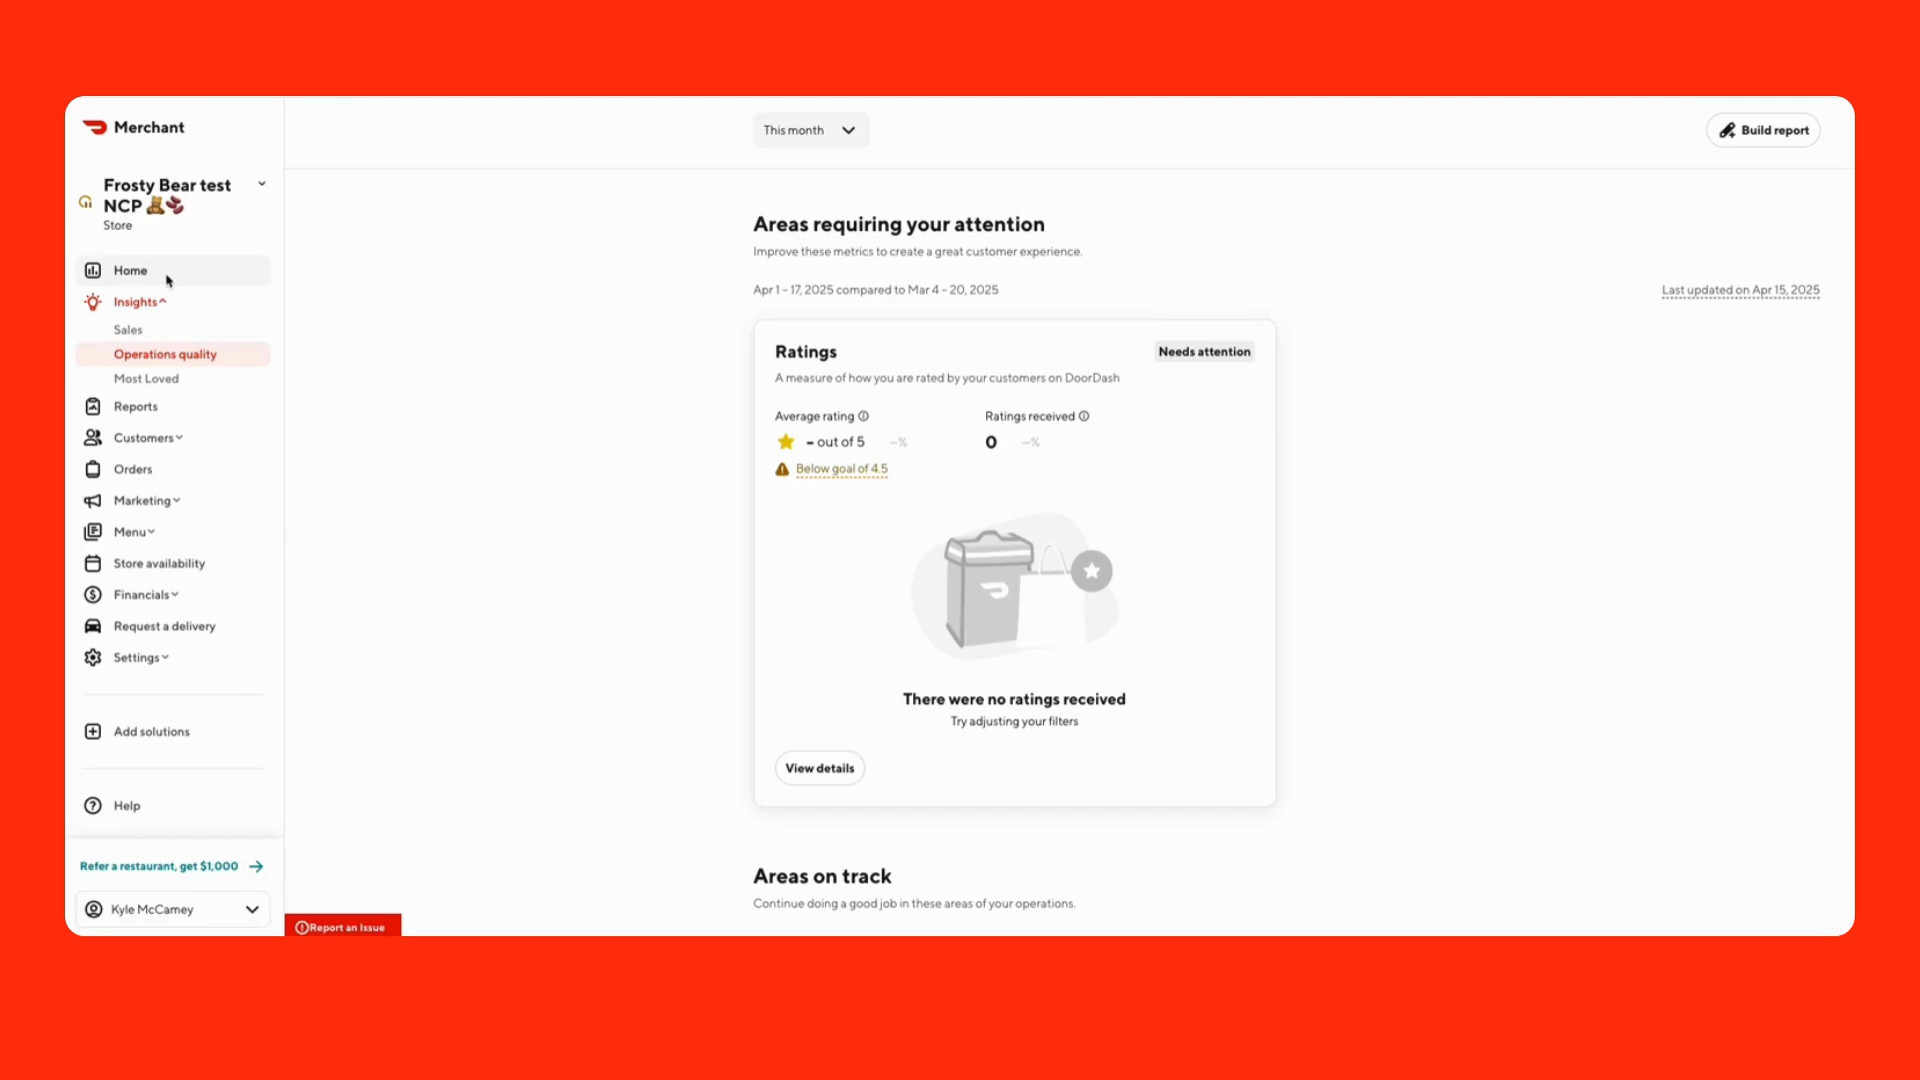 Merchant
Frosty Bear test
NCP 🧸🫘
Store
Home
Insights
Sales
Operations quality
Most Loved
Reports
Customers
Orders
Marketing
Menu
Store availability
Financials
Request a delivery
Settings
Add solutions
Help
Refer a restaurant, get $1,000 →
Kyle McCamey
Report an Issue
This month
Build report
Areas requiring your attention
Improve these metrics to create a great customer experience.
Apr 1 – 17, 2025 compared to Mar 4 – 20, 2025
Last updated on Apr 15, 2025
Ratings
Needs attention
A measure of how you are rated by your customers on DoorDash
Average rating
Ratings received
– out of 5 –%
0 –%
Below goal of 4.5
There were no ratings received
Try adjusting your filters
View details
Areas on track
Continue doing a good job in these areas of your operations.